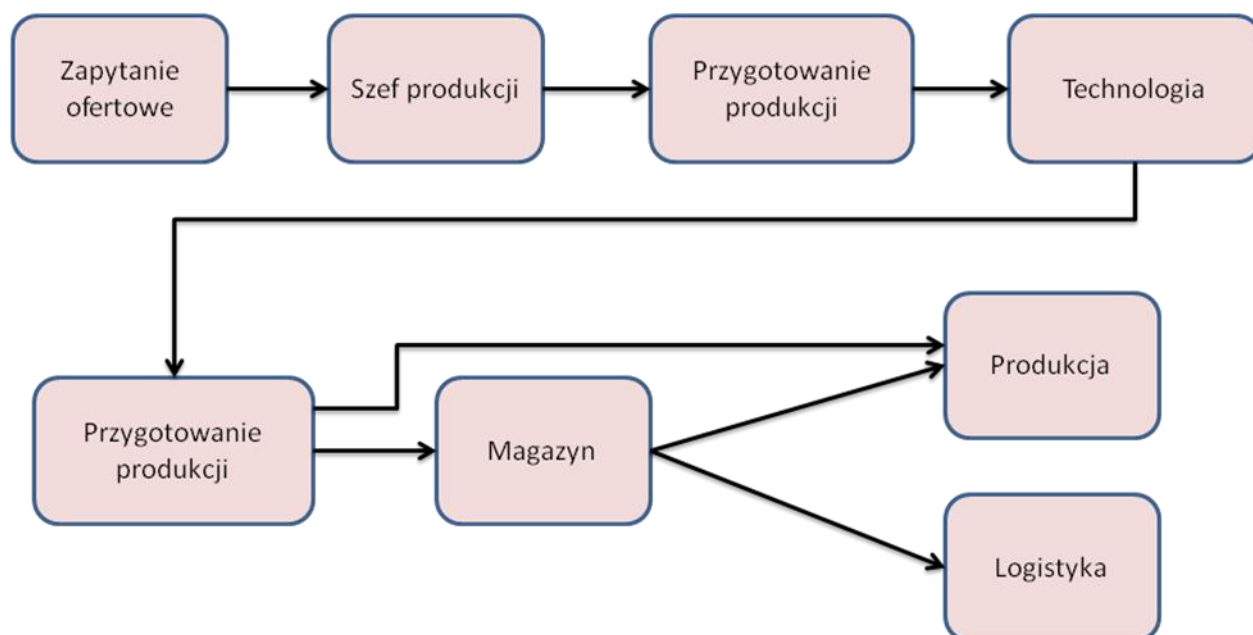 Zapytanie
ofertowe
Szef produkcji
Przygotowanie
produkcji
Technologia
Produkcja
Przygotowanie
produkcji
Magazyn
Logistyka